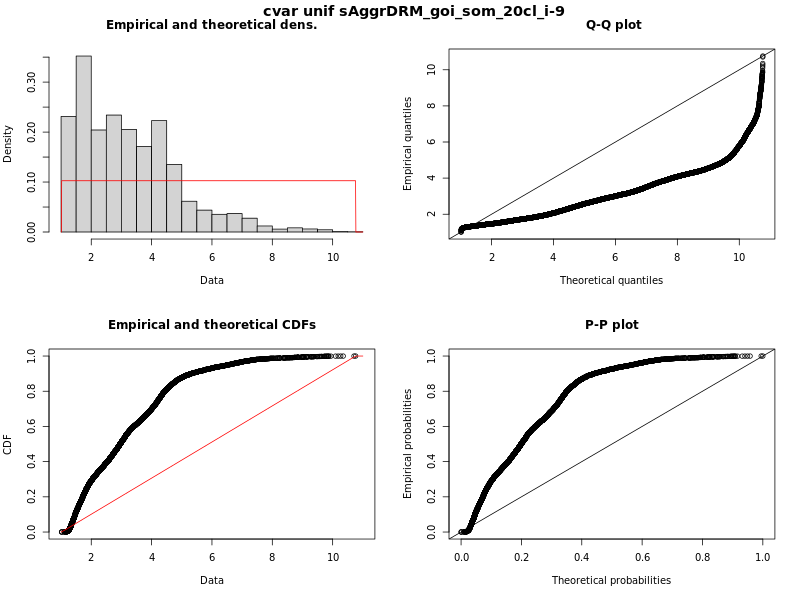 cvar unif sAggrDRM_goi_som_20cl_i-9
Empirical and theoretical dens.
Density
0.00 0.10 0.20 0.30
2 4 6 8 10
Data
Q-Q plot
Empirical quantiles
2 4 6 8 10
2 4 6 8 10
Theoretical quantiles
Empirical and theoretical CDFs
CDF
0.0 0.2 0.4 0.6 0.8 1.0
2 4 6 8 10
Data
P-P plot
Empirical probabilities
0.0 0.2 0.4 0.6 0.8 1.0
0.0 0.2 0.4 0.6 0.8 1.0
Theoretical probabilities